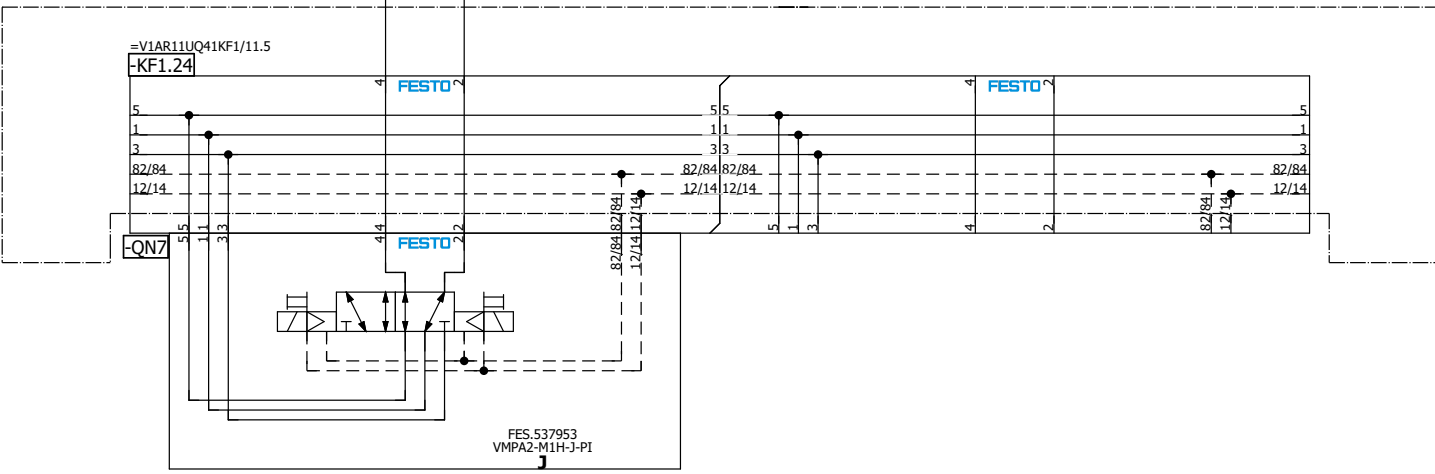 =V1AR11UQ41KF1/11.5
-KF1.24
4 FESTO 2 4 FESTO 2
5 5 5 5
1 1 1 1
3 3 3 3
82/84 82/84 82/84 82/84
12/14 12/14 12/14 12/14
5 1 3 4 2 82/84 12/14 5 1 3 4 2 82/84 12/14
-QN7
5 1 3 4 FESTO 2 82/84 12/14
FES.537953
VMPA2-M1H-J-PI
J